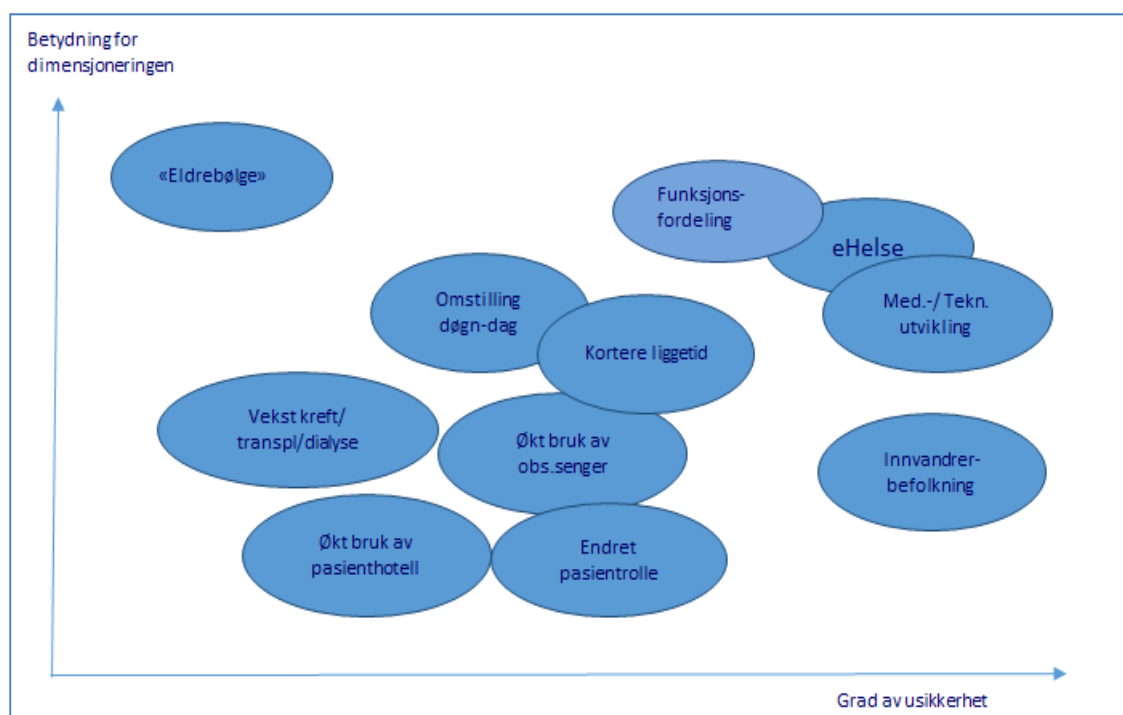 Betydning for
dimensjoneringen
«Eldrebølge»
Funksjons-
fordeling
eHelse
Med.-/ Tekn.
utvikling
Omstilling
døgn-dag
Kortere liggetid
Vekst kreft/
transpl/dialyse
Økt bruk av
obs.senger
Innvandrer-
befolkning
Økt bruk av
pasienthotell
Endret
pasientrolle
Grad av usikkerhet